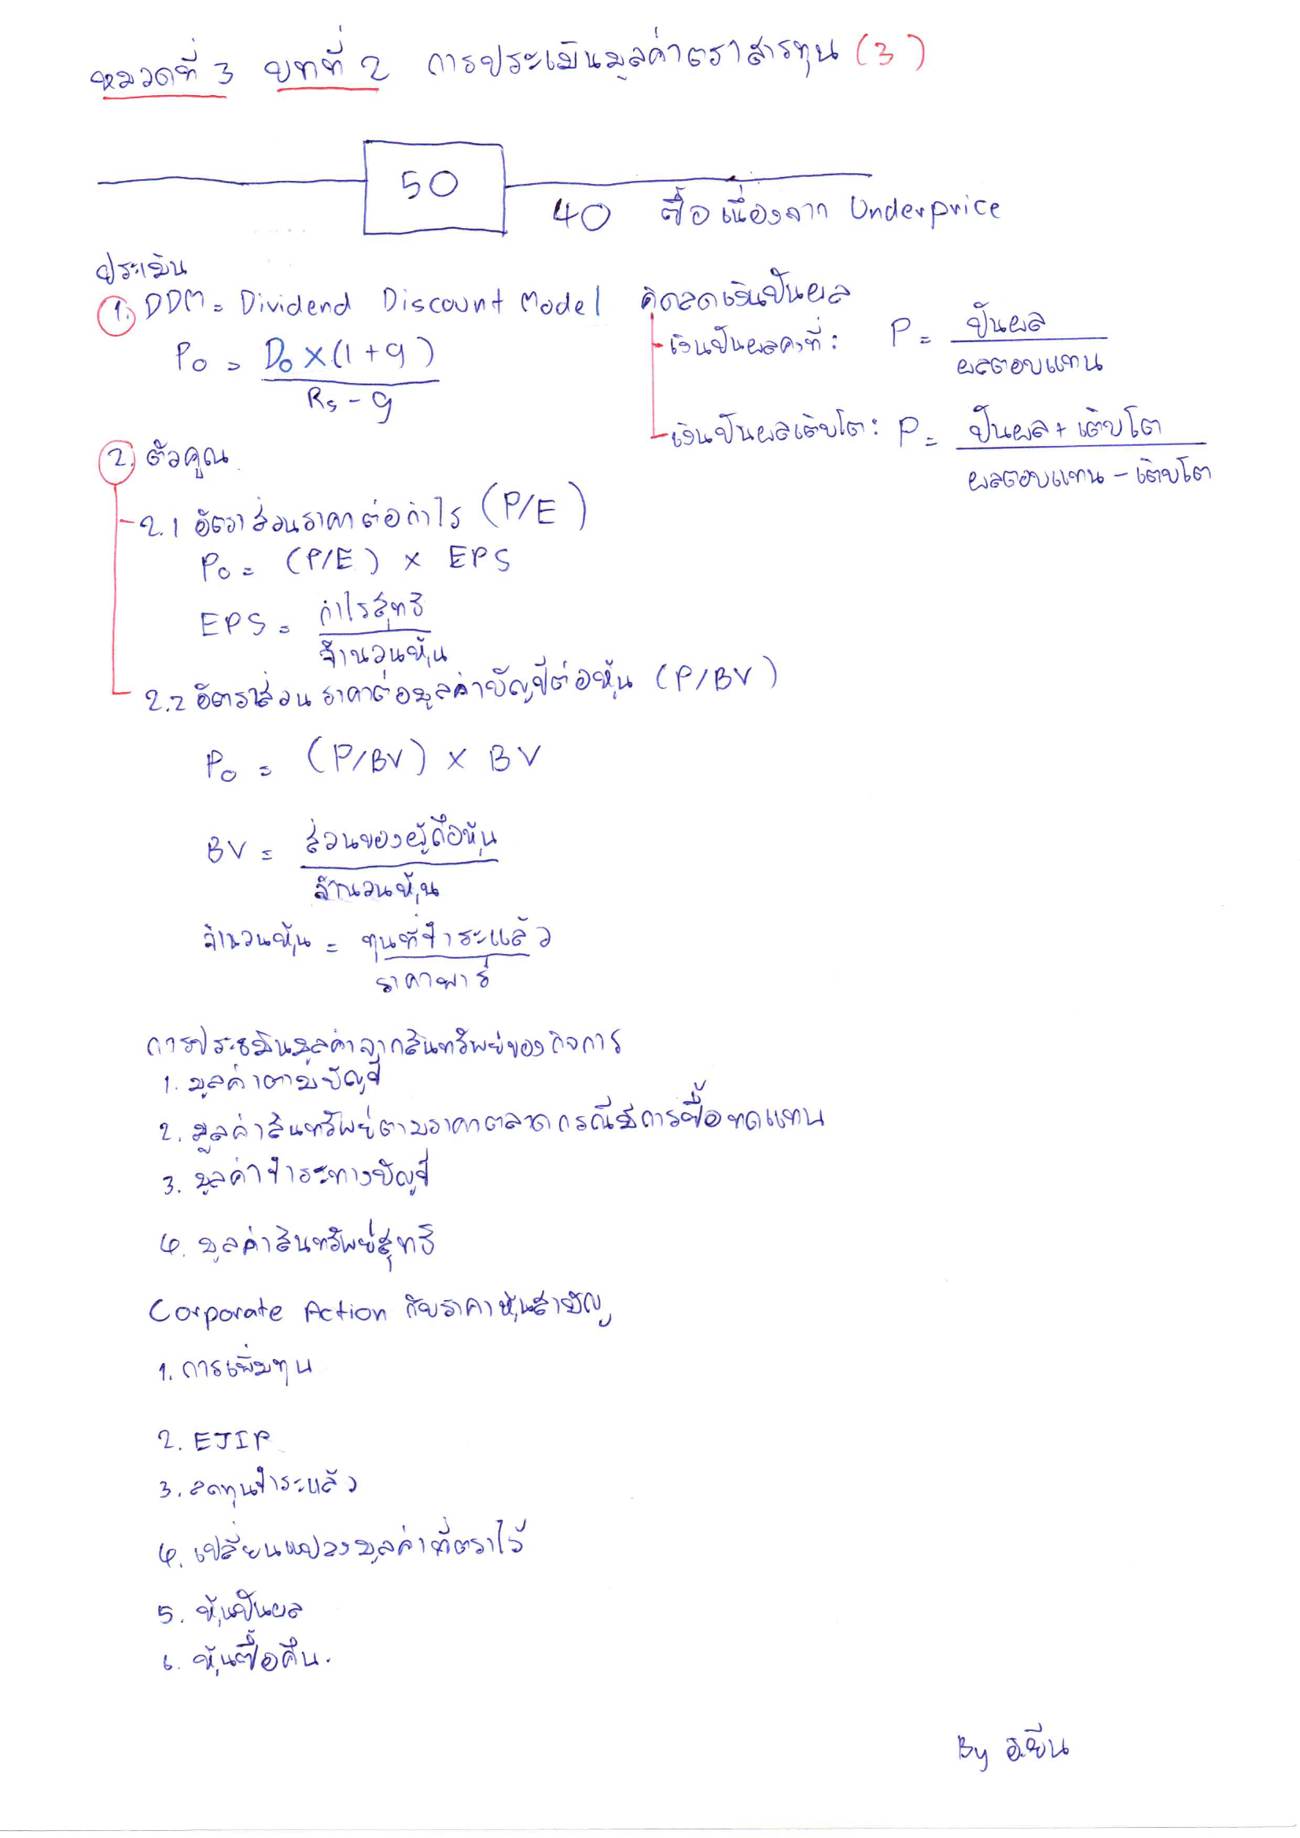 หมวดที่ 3 บทที่ 2 การประเมินมูลค่าตราสารทุน (3)
50
40 ซื้อเนื่องจาก Underprice
ประเมิน
1. DDM = Dividend Discount Model คิดลดเงินปันผล
เงินปันผลคงที่ : P = ปันผล
ผลตอบแทน
P0 = D0 × (1 + g)
Rs - g
เงินปันผลเติบโต : P = ปันผล + เติบโต
ผลตอบแทน - เติบโต
2. ตัวคูณ
2.1 อัตราส่วนราคาต่อกำไร (P/E)
P0 = (P/E) × EPS
EPS = กำไรสุทธิ
จำนวนหุ้น
2.2 อัตราส่วนราคาต่อมูลค่าบัญชีต่อหุ้น (P/BV)
P0 = (P/BV) × BV
BV = ส่วนของผู้ถือหุ้น
จำนวนหุ้น
จำนวนหุ้น = ทุนที่ชำระแล้ว
ราคาพาร์
การประเมินมูลค่าจากสินทรัพย์ของกิจการ
1. มูลค่าตามบัญชี
2. มูลค่าสินทรัพย์ตามราคาตลาดกรณีมีการซื้อทดแทน
3. มูลค่าชำระทางบัญชี
4. มูลค่าสินทรัพย์สุทธิ
Corporate Action กับราคาหุ้นสามัญ
1. การเพิ่มทุน
2. EJIP
3. ลดทุนชำระแล้ว
4. เปลี่ยนแปลงมูลค่าที่ตราไว้
5. หุ้นปันผล
6. หุ้นซื้อคืน.
By